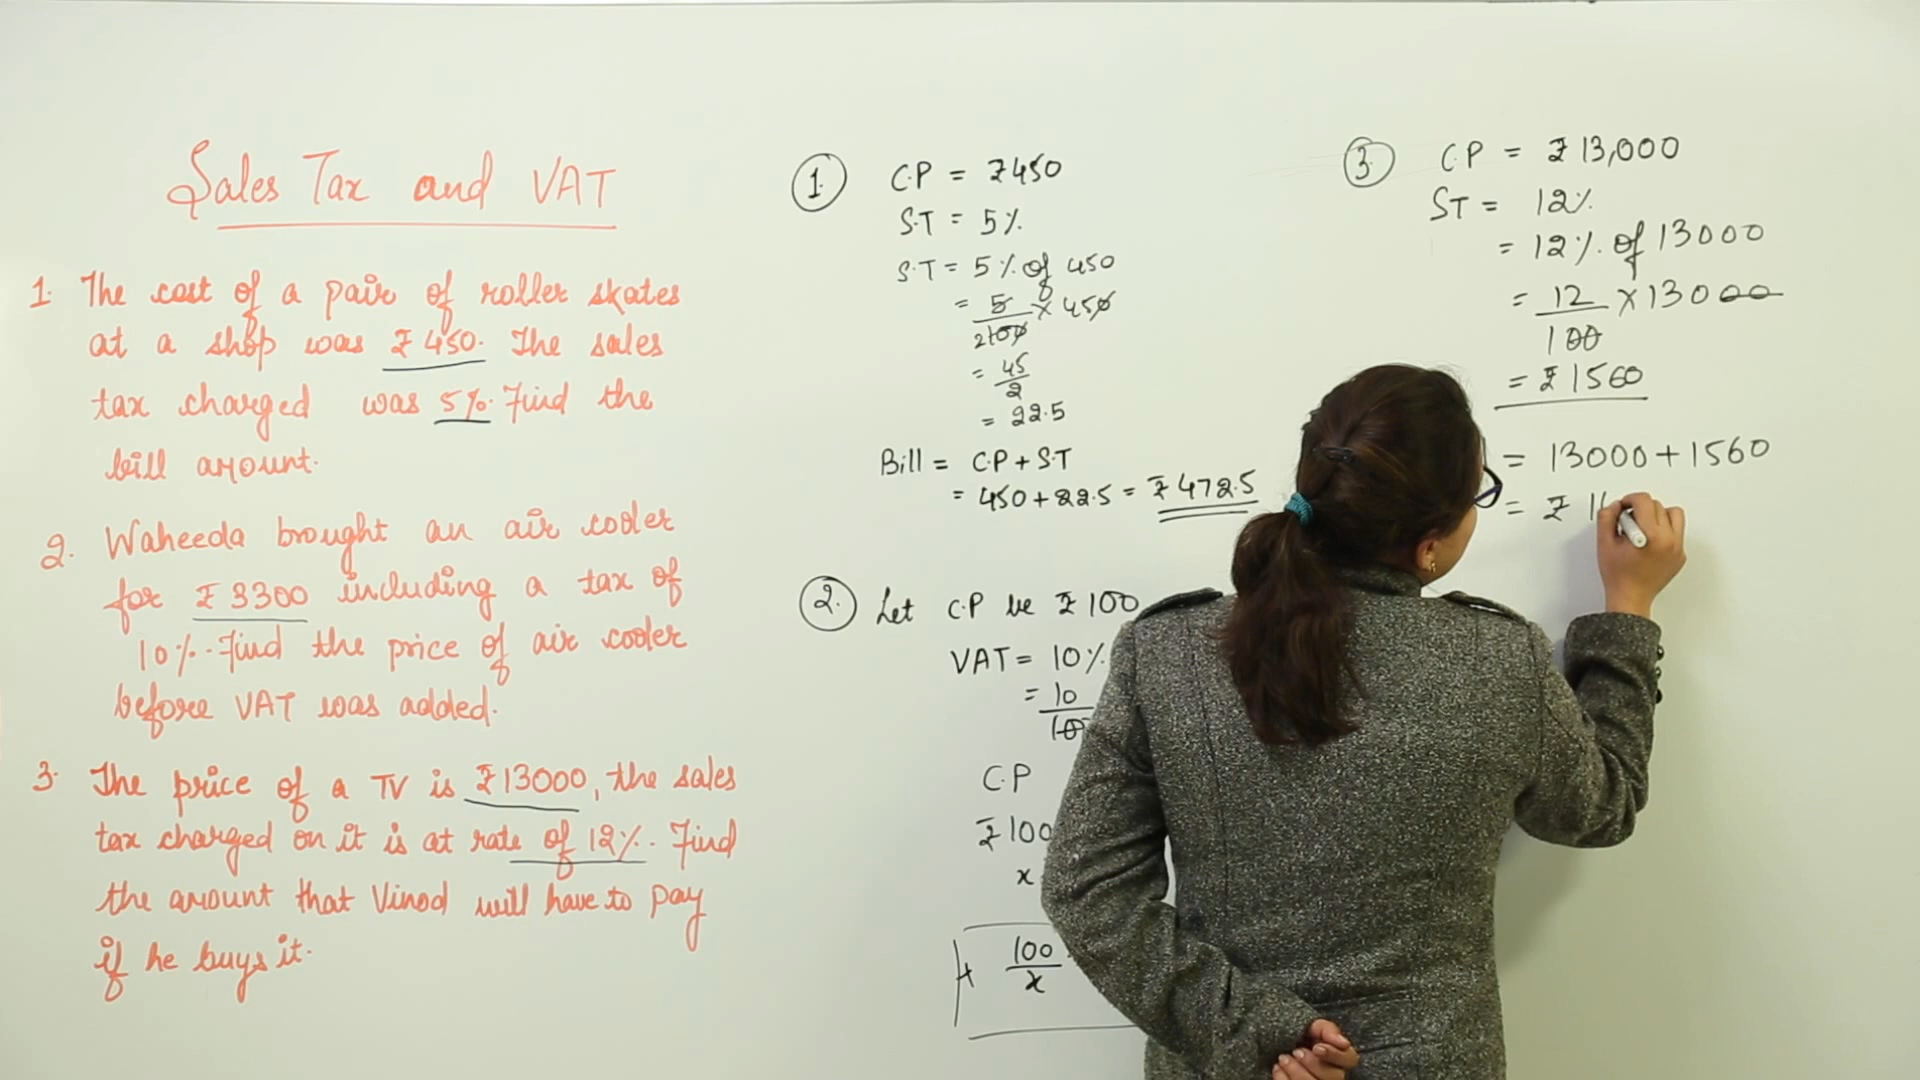 Sales Tax and VAT
1. The cost of a pair of roller skates
at a shop was ₹ 450. The sales
tax charged was 5%. Find the
bill amount.
2. Waheeda brought an air cooler
for ₹ 3300 including a tax of
10%. Find the price of air cooler
before VAT was added.
3. The price of a TV is ₹13000, the sales
tax charged on it is at rate of 12%. Find
the amount that Vinod will have to pay
if he buys it.
1. C.P = ₹450
S.T = 5%
S.T = 5% of 450
= 5/100 × 450
2
= 45/2
= 22.5
Bill = C.P + S.T
= 450 + 22.5 = ₹ 472.5
2. Let C.P be ₹ 100
VAT = 10%
= 10
100
C.P
₹ 100
x
100/x
3. C.P = ₹ 13,000
ST = 12%
= 12% of 13000
= 12/100 × 13000
= ₹ 1560
= 13000 + 1560
= ₹ 1